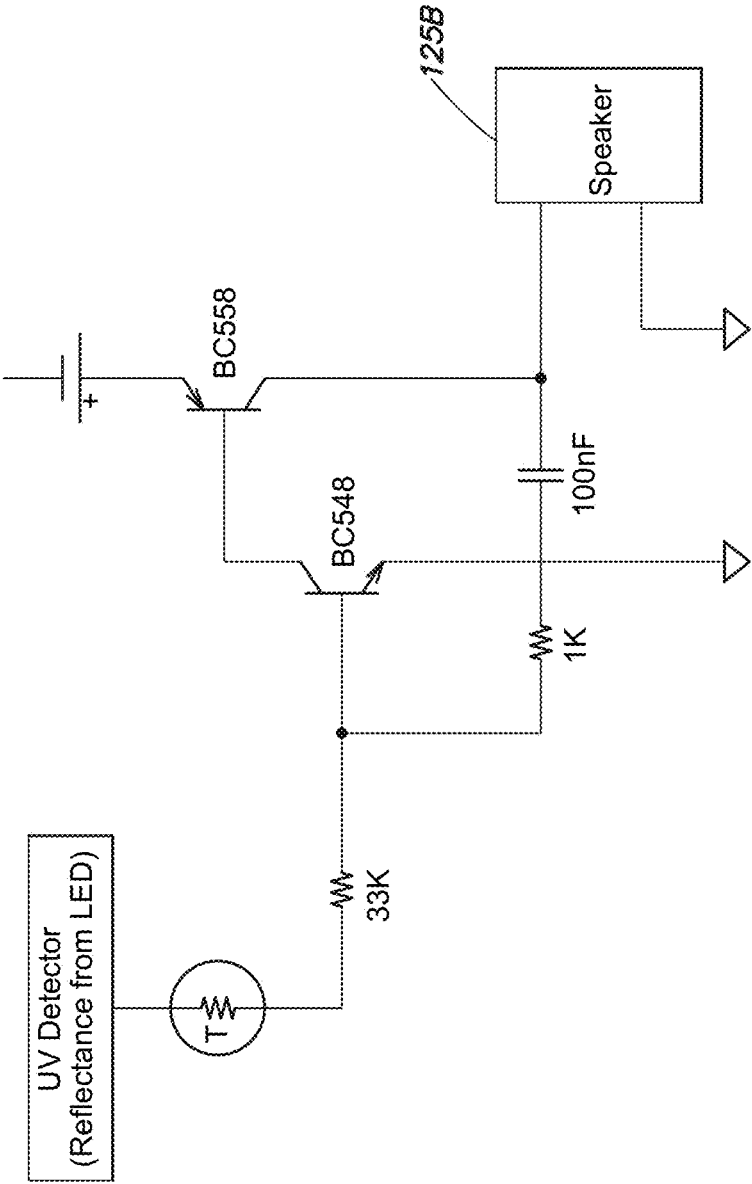 UV Detector
(Reflectance from LED)
T
33K
1K
BC548
100nF
BC558
+
Speaker
125B